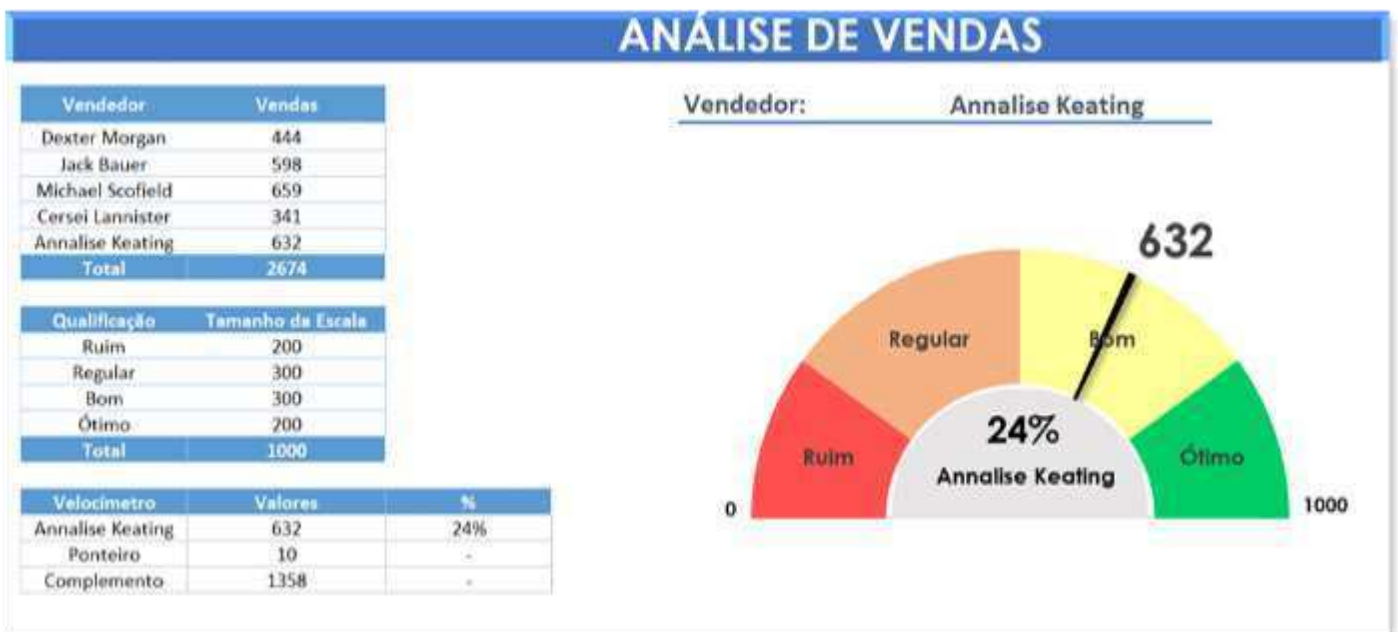 ANÁLISE DE VENDAS
Vendedor Vendas
Dexter Morgan 444
Jack Bauer 598
Michael Scofield 659
Cersei Lannister 341
Annalise Keating 632
Total 2674
Qualificação Tamanho da Escala
Ruim 200
Regular 300
Bom 300
Ótimo 200
Total 1000
Velocímetro Valores %
Annalise Keating 632 24%
Ponteiro 10 -
Complemento 1358 -
Vendedor: Annalise Keating
632
Regular
Bom
Ruim
Ótimo
24%
Annalise Keating
0
1000